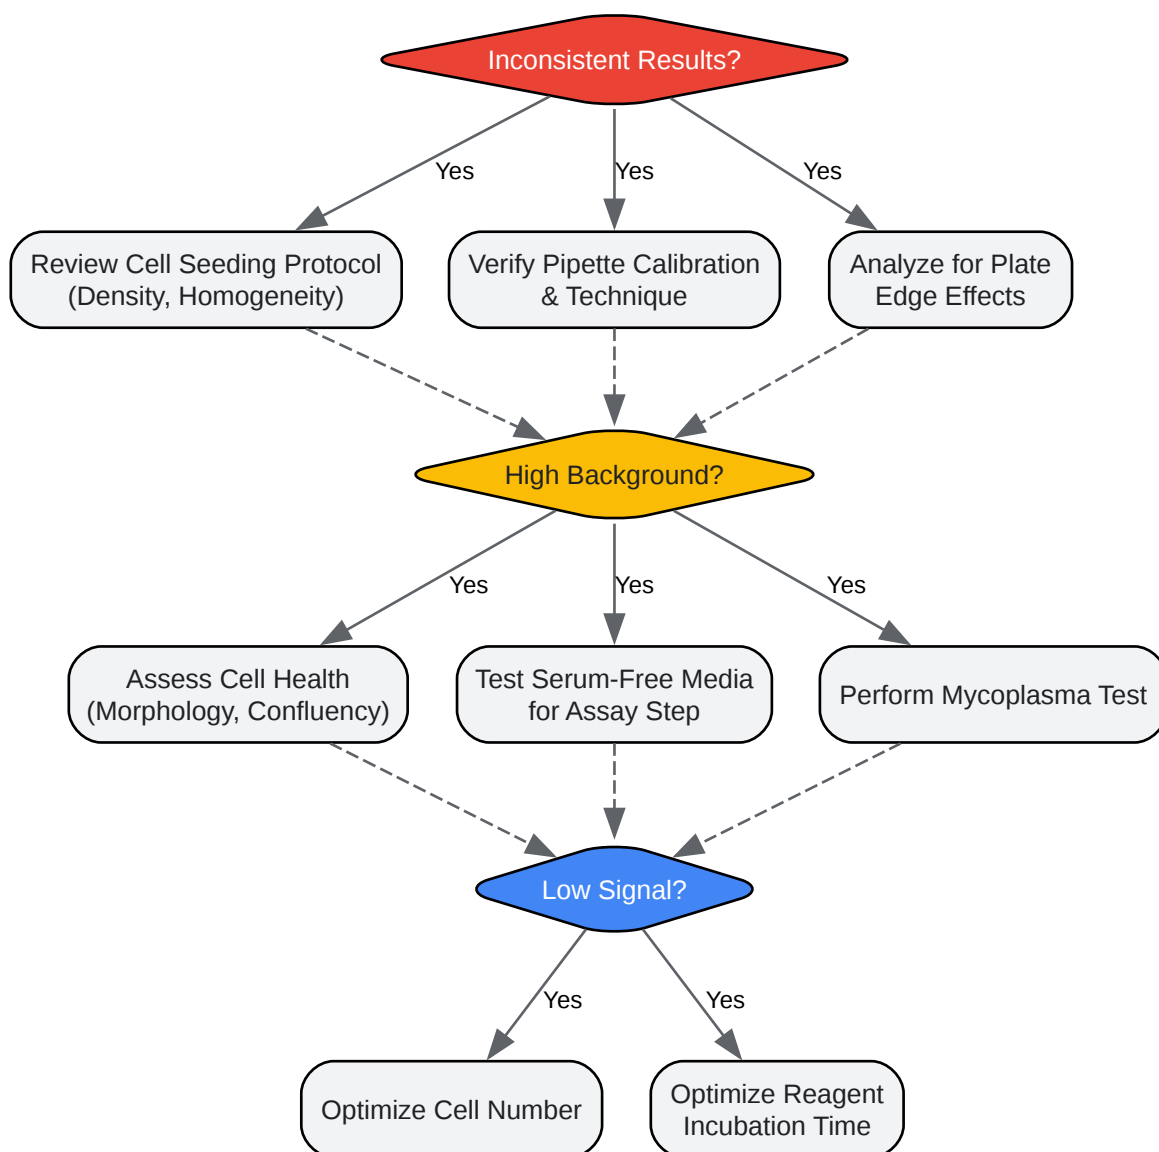 Inconsistent Results?
Yes
Yes
Yes
Review Cell Seeding Protocol
(Density, Homogeneity)
Verify Pipette Calibration
& Technique
Analyze for Plate
Edge Effects
High Background?
Yes
Yes
Yes
Assess Cell Health
(Morphology, Confluency)
Test Serum-Free Media
for Assay Step
Perform Mycoplasma Test
Low Signal?
Yes
Yes
Optimize Cell Number
Optimize Reagent
Incubation Time